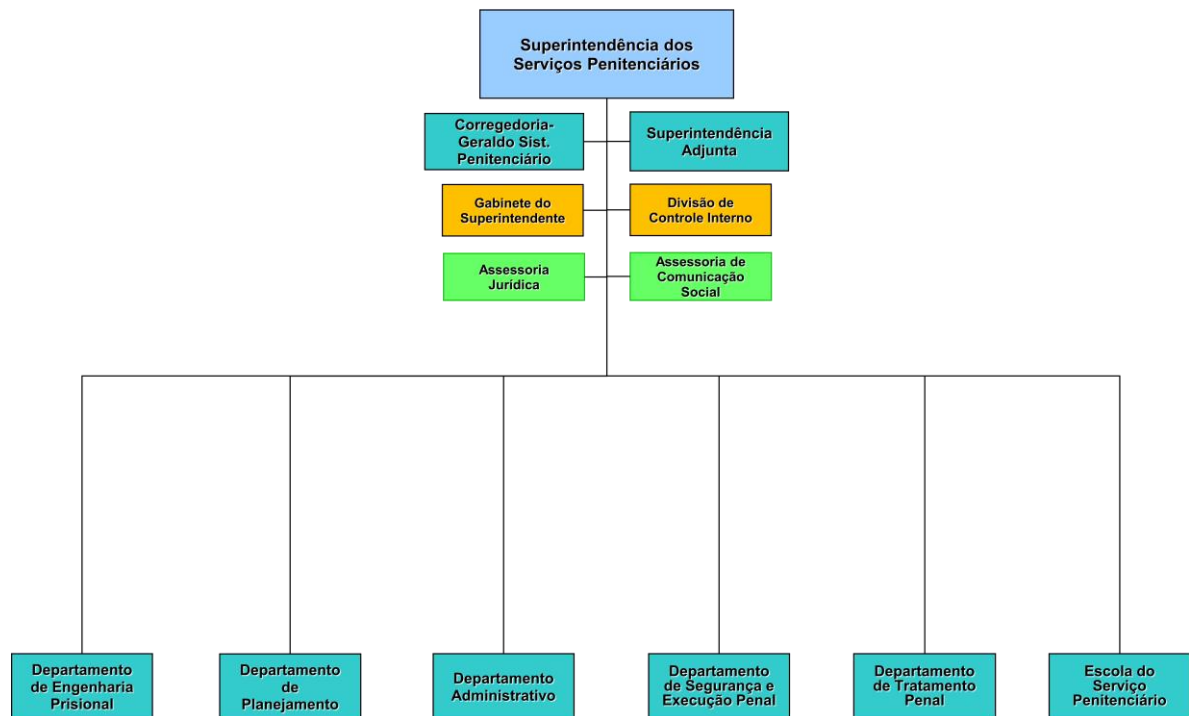 Superintendência dos
Serviços Penitenciários
Corregedoria-
Geraldo Sist.
Penitenciário
Superintendência
Adjunta
Gabinete do
Superintendente
Divisão de
Controle Interno
Assessoria
Jurídica
Assessoria de
Comunicação
Social
Departamento
de Engenharia
Prisional
Departamento
de
Planejamento
Departamento
Administrativo
Departamento
de Segurança e
Execução Penal
Departamento
de Tratamento
Penal
Escola do
Serviço
Penitenciário